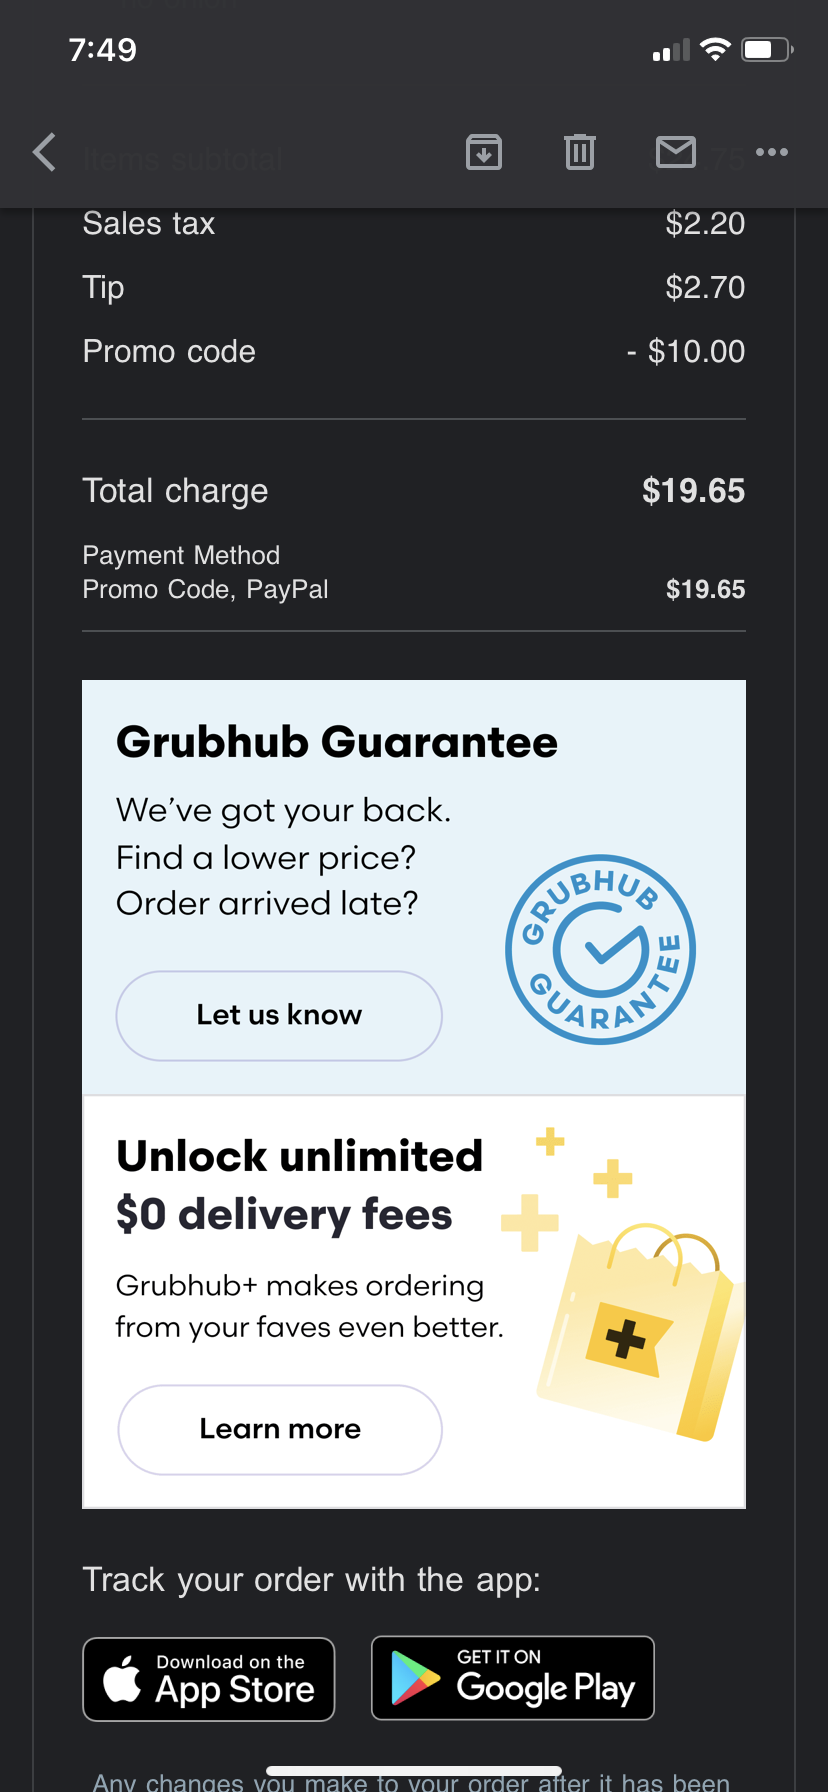 7:49
Items subtotal .75
Sales tax $2.20
Tip $2.70
Promo code - $10.00
Total charge $19.65
Payment Method
Promo Code, PayPal $19.65
Grubhub Guarantee
We've got your back.
Find a lower price?
Order arrived late?
GRUBHUB
GUARANTEE
Let us know
Unlock unlimited
$0 delivery fees
Grubhub+ makes ordering
from your faves even better.
Learn more
Track your order with the app:
Download on the
App Store
GET IT ON
Google Play
Any changes you make to your order after it has been